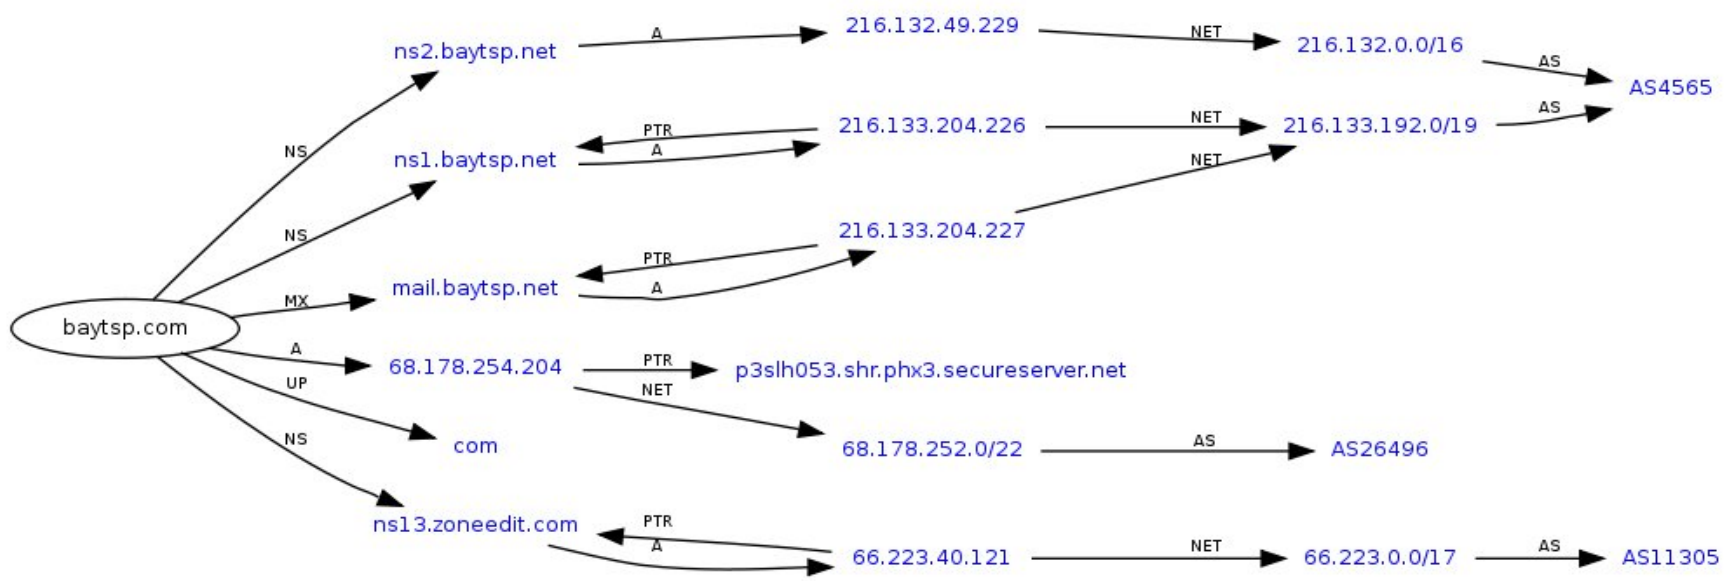 216.132.49.229
ns2.baytsp.net
A
NET
216.132.0.0/16
AS
AS4565
NS
PTR
216.133.204.226
NET
216.133.192.0/19
AS
ns1.baytsp.net
A
NET
NS
216.133.204.227
PTR
mail.baytsp.net
A
MX
baytsp.com
A
68.178.254.204
PTR
p3slh053.shr.phx3.secureserver.net
UP
NET
NS
com
68.178.252.0/22
AS
AS26496
ns13.zoneedit.com
PTR
A
66.223.40.121
NET
66.223.0.0/17
AS
AS11305